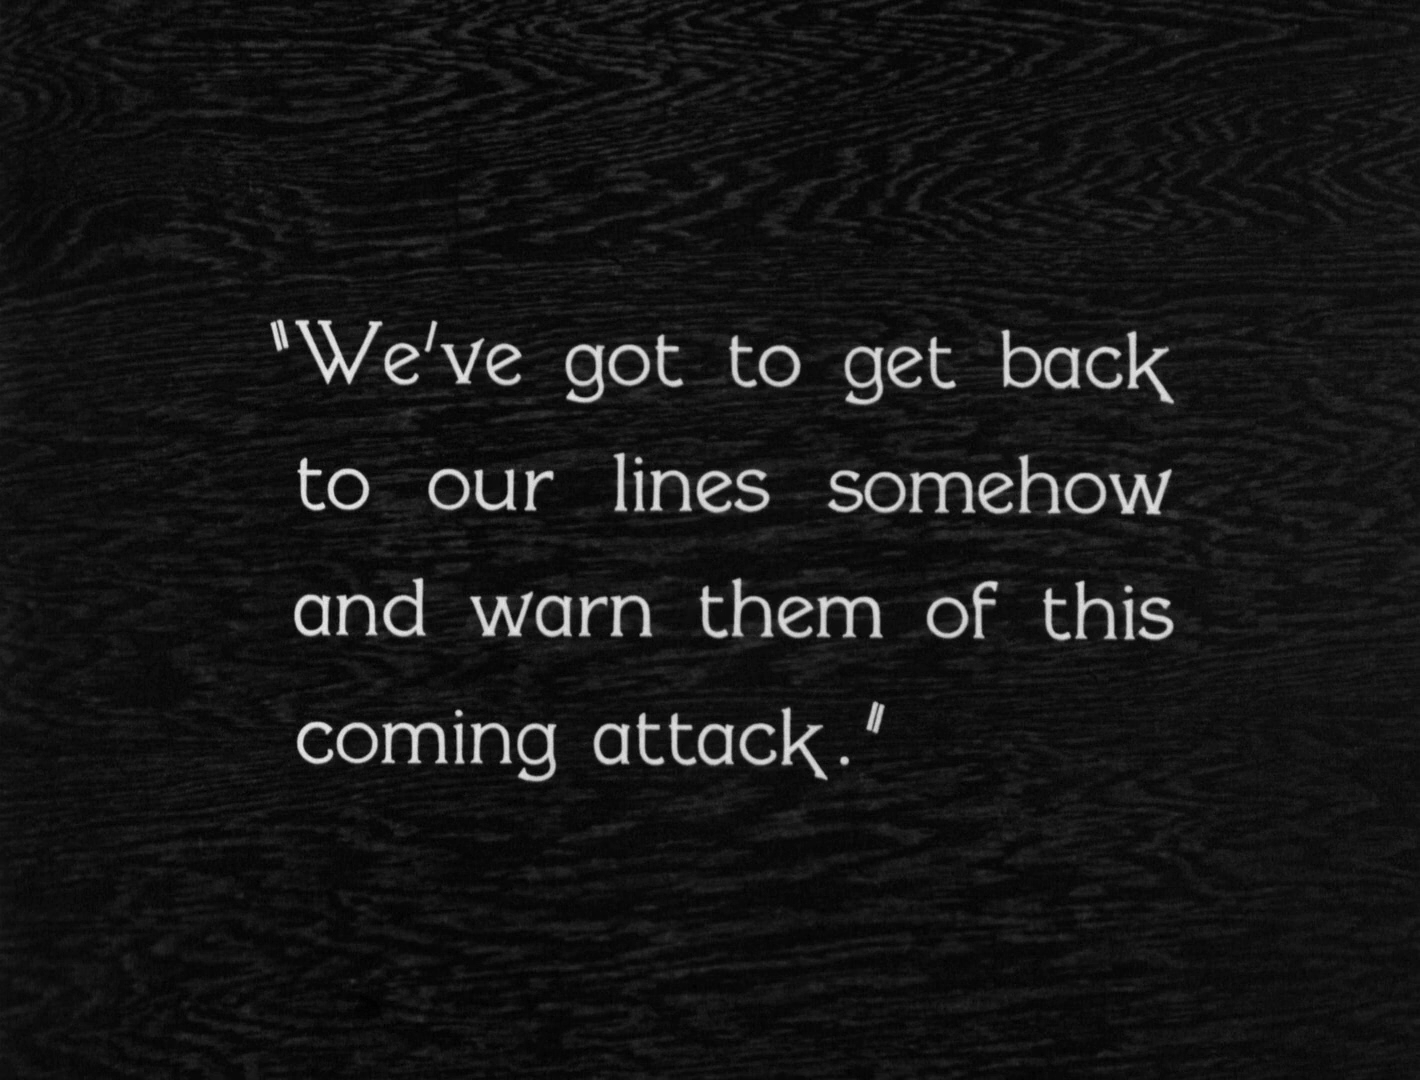 "We've got to get back
to our lines somehow
and warn them of this
coming attack."